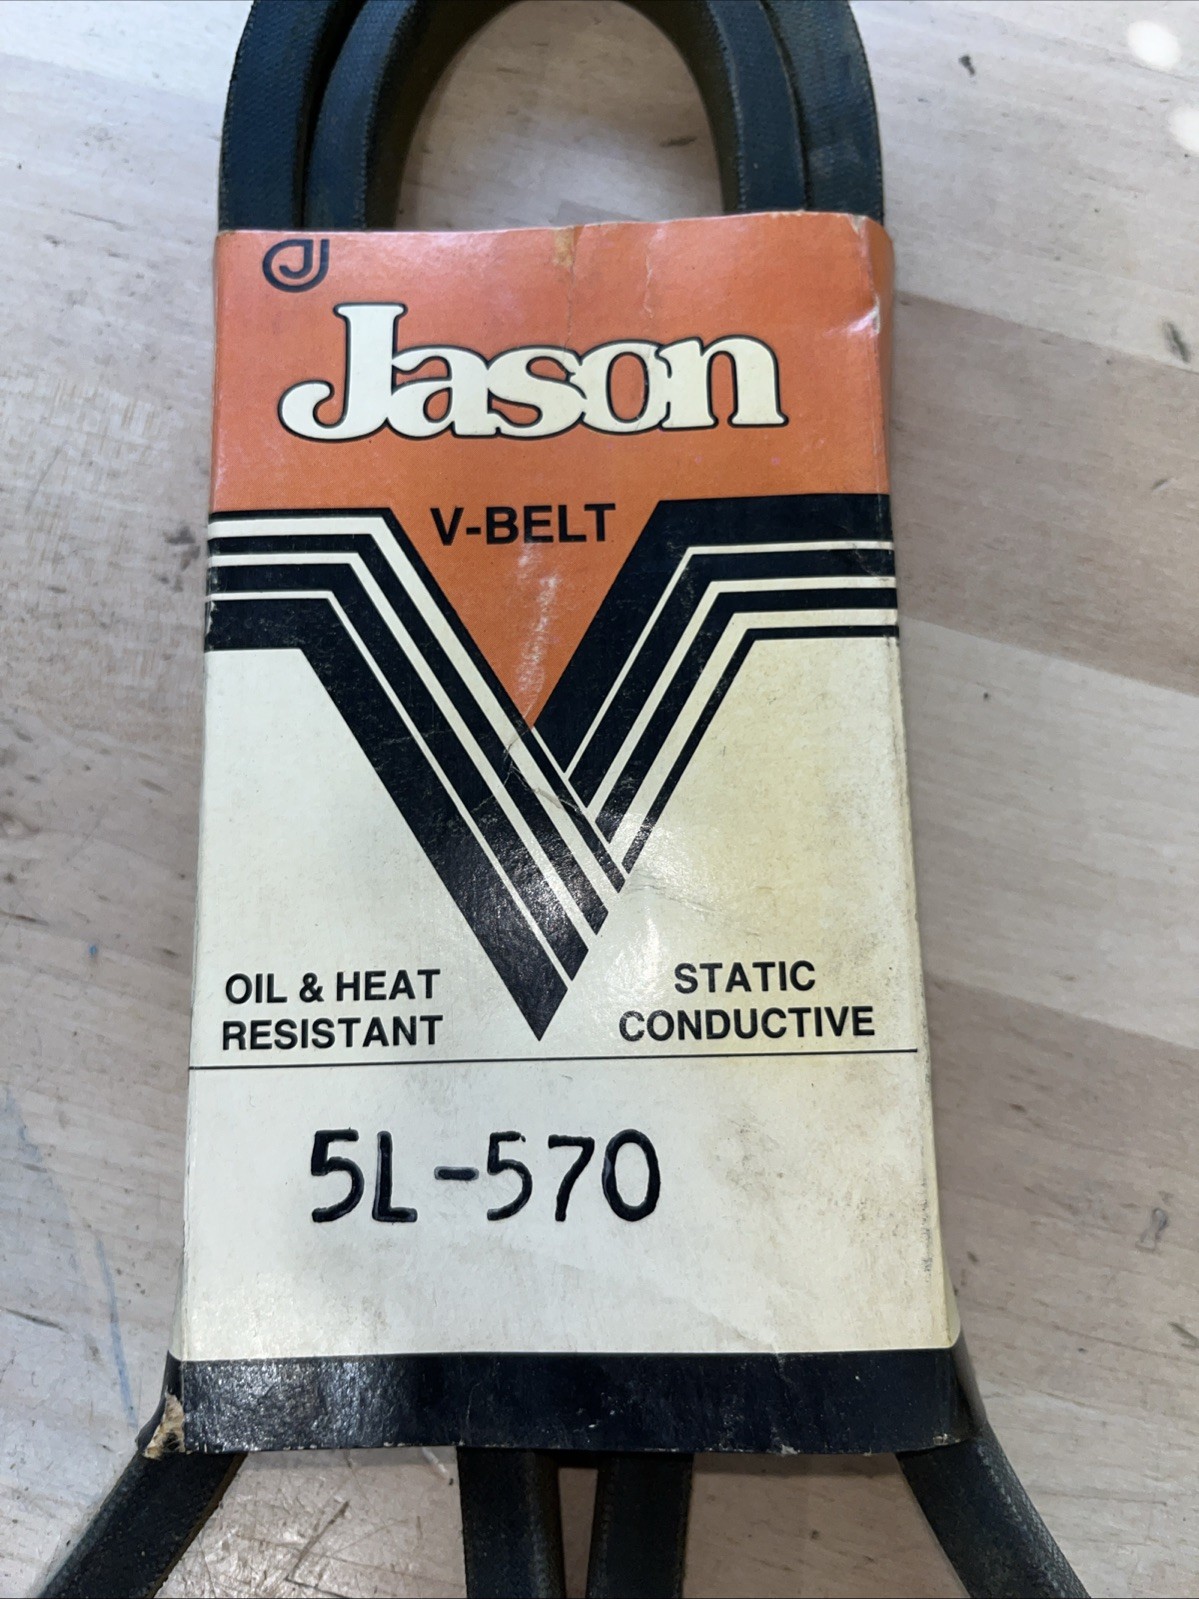 Jason
V-BELT
OIL & HEAT
RESISTANT
STATIC
CONDUCTIVE
5L-570